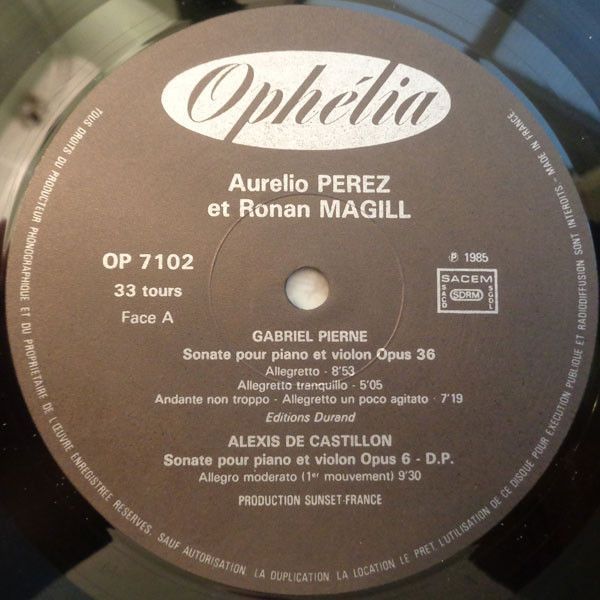 Ophélia
Aurelio PEREZ
et Ronan MAGILL
OP 7102
33 tours
Face A
℗ 1985
SACEM
SACD
SDRM
SGDL
GABRIEL PIERNE
Sonate pour piano et violon Opus 36
Allegretto - 8'53
Allegretto tranquillo - 5'05
Andante non troppo - Allegretto un poco agitato - 7'19
Editions Durand
ALEXIS DE CASTILLON
Sonate pour piano et violon Opus 6 - D.P.
Allegro moderato (1er mouvement) 9'30
PRODUCTION SUNSET-FRANCE
TOUS DROITS DU PRODUCTEUR PHONOGRAPHIQUE ET DU PROPRIETAIRE DE L'ŒUVRE ENREGISTREE RESERVES. SAUF AUTORISATION. LA DUPLICATION. LA LOCATION. LE PRET. L'UTILISATION DE CE DISQUE POUR EXECUTION PUBLIQUE ET RADIODIFFUSION SONT INTERDITS - MADE IN FRANCE.